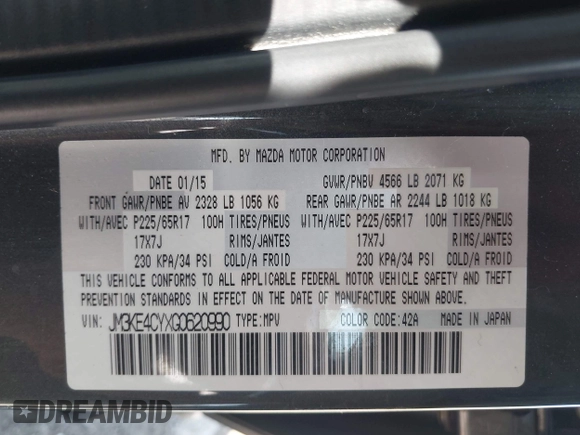 MFD. BY MAZDA MOTOR CORPORATION
DATE 01/15 GVWR/PNBV 4566 LB 2071 KG
FRONT GAWR/PNBE AV 2328 LB 1056 KG REAR GAWR/PNBE AR 2244 LB 1018 KG
WITH/AVEC P225/65R17 100H TIRES/PNEUS WITH/AVEC P225/65R17 100H TIRES/PNEUS
17X7J RIMS/JANTES 17X7J RIMS/JANTES
230 KPA/34 PSI COLD/A FROID 230 KPA/34 PSI COLD/A FROID
THIS VEHICLE CONFORMS TO ALL APPLICABLE FEDERAL MOTOR VEHICLE SAFETY AND THEFT
PREVENTION STANDARDS IN EFFECT ON THE DATE OF MANUFACTURE SHOWN ABOVE.
VIN: JM3KE4CYXG0620990 TYPE:MPV COLOR CODE:42A MADE IN JAPAN
DREAMBID